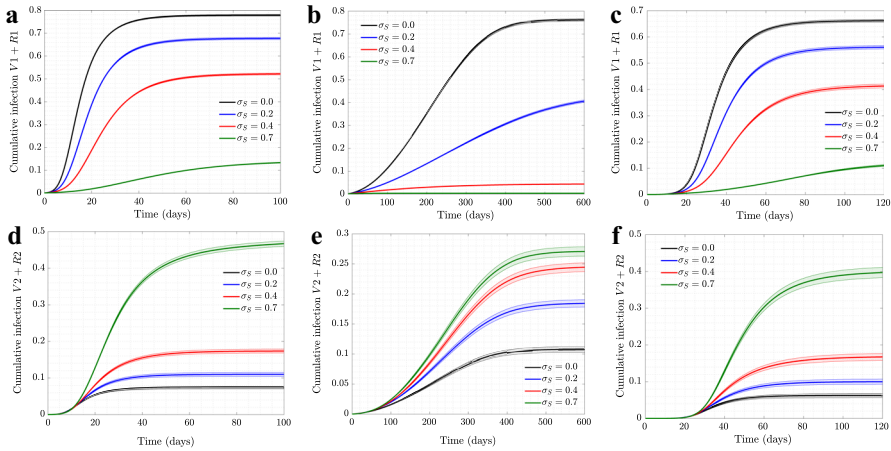 a
Cumulative infection V1 + R1
0.8
0.7
0.6
0.5
0.4
0.3
0.2
0.1
0
σS = 0.0
σS = 0.2
σS = 0.4
σS = 0.7
0 20 40 60 80 100
Time (days)
b
Cumulative infection V1 + R1
0.8
0.7
0.6
0.5
0.4
0.3
0.2
0.1
0
σS = 0.0
σS = 0.2
σS = 0.4
σS = 0.7
0 100 200 300 400 500 600
Time (days)
c
Cumulative infection V1 + R1
0.7
0.6
0.5
0.4
0.3
0.2
0.1
0
σS = 0.0
σS = 0.2
σS = 0.4
σS = 0.7
0 20 40 60 80 100 120
Time (days)
d
Cumulative infection V2 + R2
0.5
0.4
0.3
0.2
0.1
0
σS = 0.0
σS = 0.2
σS = 0.4
σS = 0.7
0 20 40 60 80 100
Time (days)
e
Cumulative infection V2 + R2
0.3
0.25
0.2
0.15
0.1
0.05
0
σS = 0.0
σS = 0.2
σS = 0.4
σS = 0.7
0 100 200 300 400 500 600
Time (days)
f
Cumulative infection V2 + R2
0.5
0.4
0.3
0.2
0.1
0
σS = 0.0
σS = 0.2
σS = 0.4
σS = 0.7
0 20 40 60 80 100 120
Time (days)